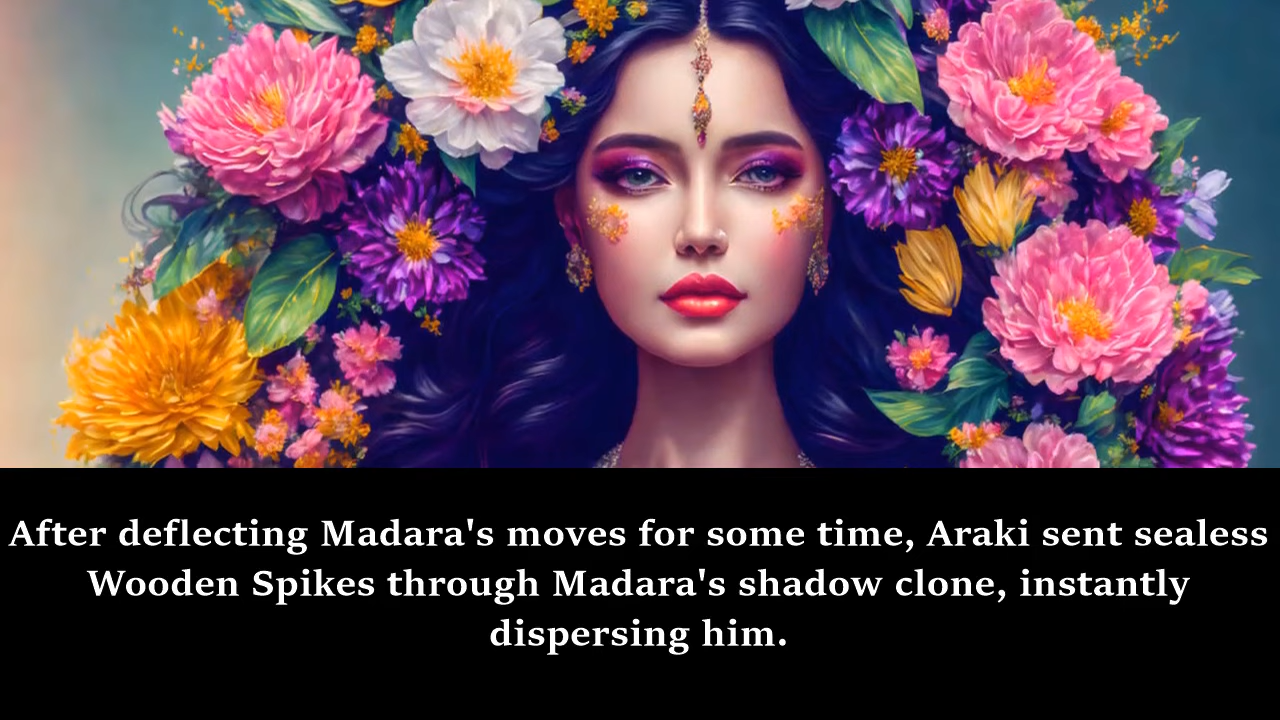 After deflecting Madara's moves for some time, Araki sent sealess
Wooden Spikes through Madara's shadow clone, instantly
dispersing him.